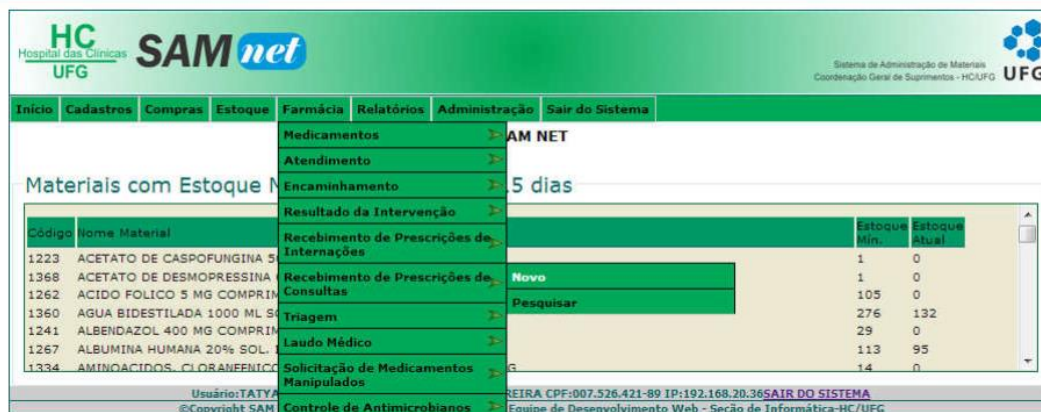 HC
Hospital das Clínicas
UFG
SAM net
Sistema de Administração de Materiais
Coordenação Geral de Suprimentos - HC/UFG
UFG
Início Cadastros Compras Estoque Farmácia Relatórios Administração Sair do Sistema
Medicamentos
Atendimento
Encaminhamento
Resultado da Intervenção
Recebimento de Prescrições de
Internações
Recebimento de Prescrições de
Consultas
Triagem
Laudo Médico
Solicitação de Medicamentos
Manipulados
Controle de Antimicrobianos
Novo
Pesquisar
AM NET
Materiais com Estoque 5 dias
Código Nome Material Estoque Mín. Estoque Atual
1223 ACETATO DE CASPOFUNGINA 1 0
1368 ACETATO DE DESMOPRESSINA 1 0
1262 ACIDO FOLICO 5 MG COMPRIM 105 0
1360 AGUA BIDESTILADA 1000 ML 276 132
1241 ALBENDAZOL 400 MG COMPRIM 29 0
1267 ALBUMINA HUMANA 20% SOL. 113 95
1334 AMINOACIDOS, CLORANFENICO G 14 0
Usuário:TATYA EIRA CPF:007.526.421-89 IP:192.168.20.36 SAIR DO SISTEMA
©Copyright SAM Equipe de Desenvolvimento Web - Seção de Informática-HC/UFG